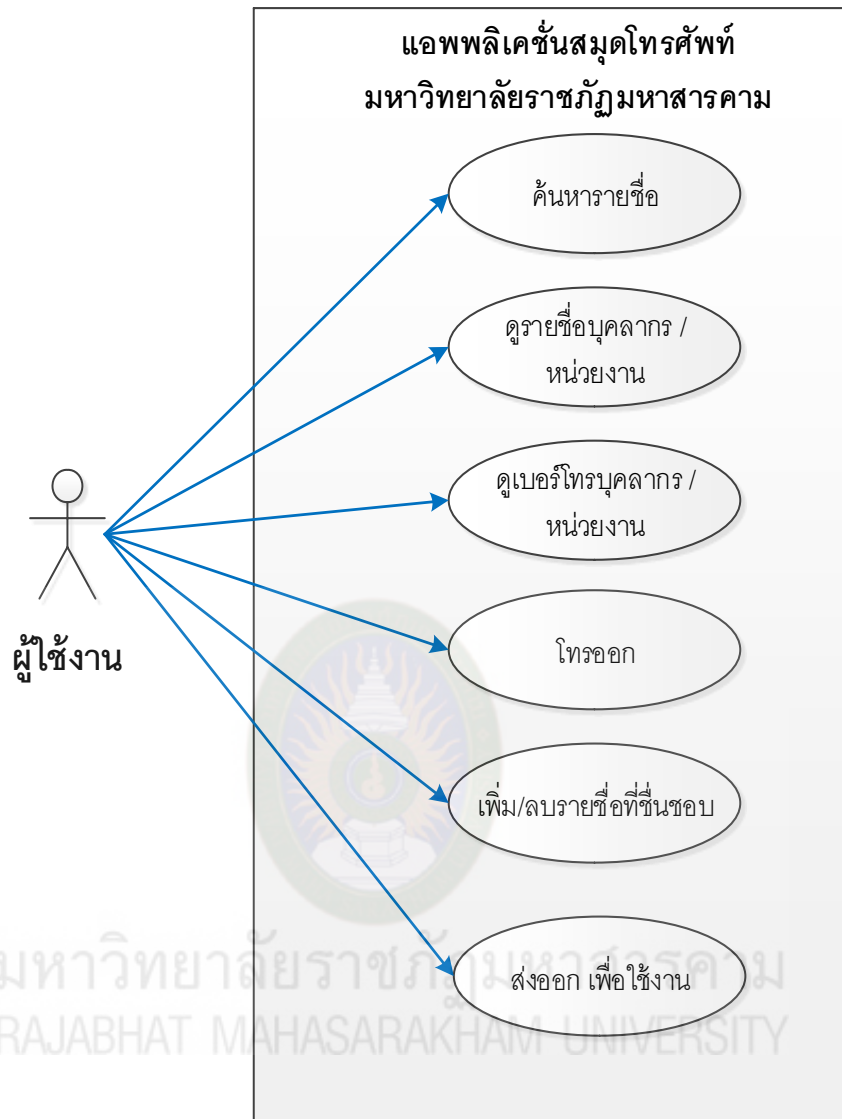 แอพพลิเคชั่นสมุดโทรศัพท์
มหาวิทยาลัยราชภัฏมหาสารคาม
ค้นหารายชื่อ
ดูรายชื่อบุคลากร /
หน่วยงาน
ดูเบอร์โทรบุคลากร /
หน่วยงาน
ผู้ใช้งาน
โทรออก
เพิ่ม/ลบรายชื่อที่ชื่นชอบ
ส่งออก เพื่อใช้งาน
มหาวิทยาลัยราชภัฏมหาสารคาม
RAJABHAT MAHASARAKHAM UNIVERSITY